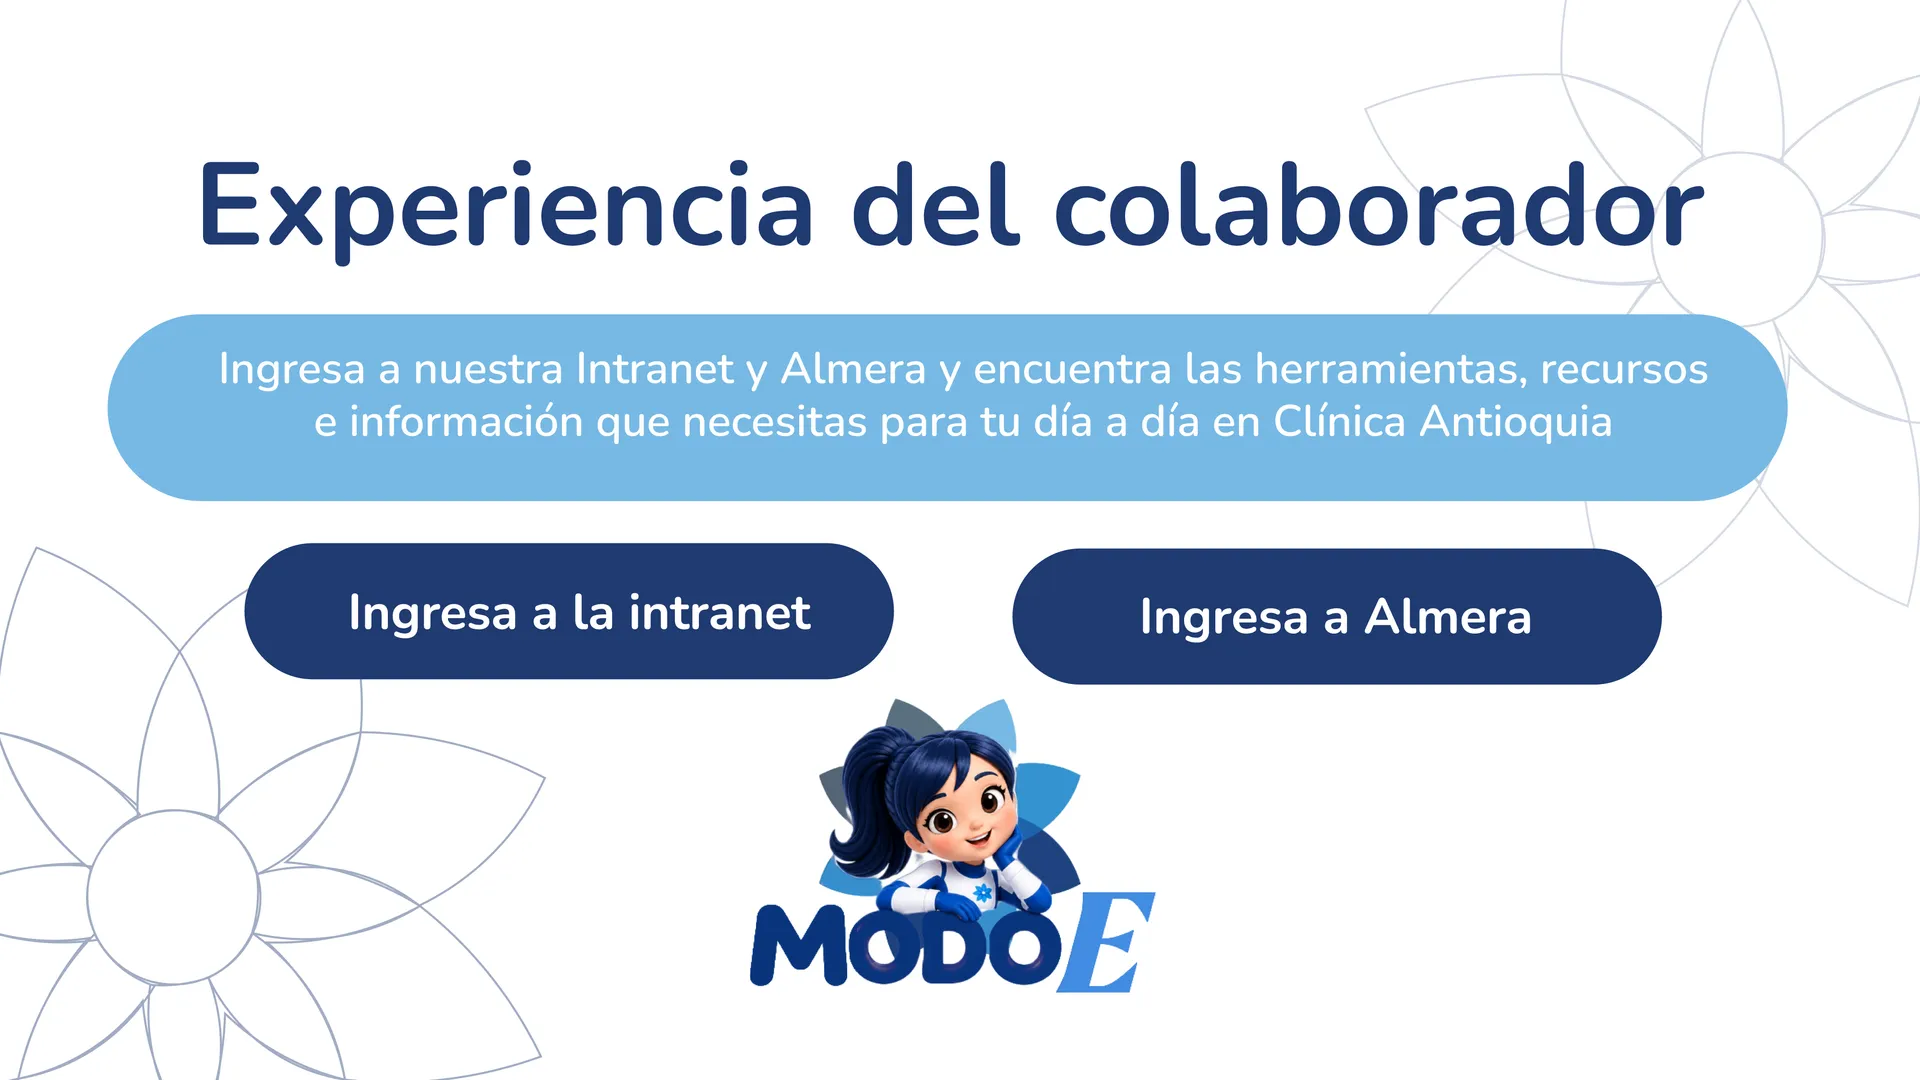 Experiencia del colaborador
Ingresa a nuestra Intranet y Almera y encuentra las herramientas, recursos
e información que necesitas para tu día a día en Clínica Antioquia
Ingresa a la intranet
Ingresa a Almera
MODO E